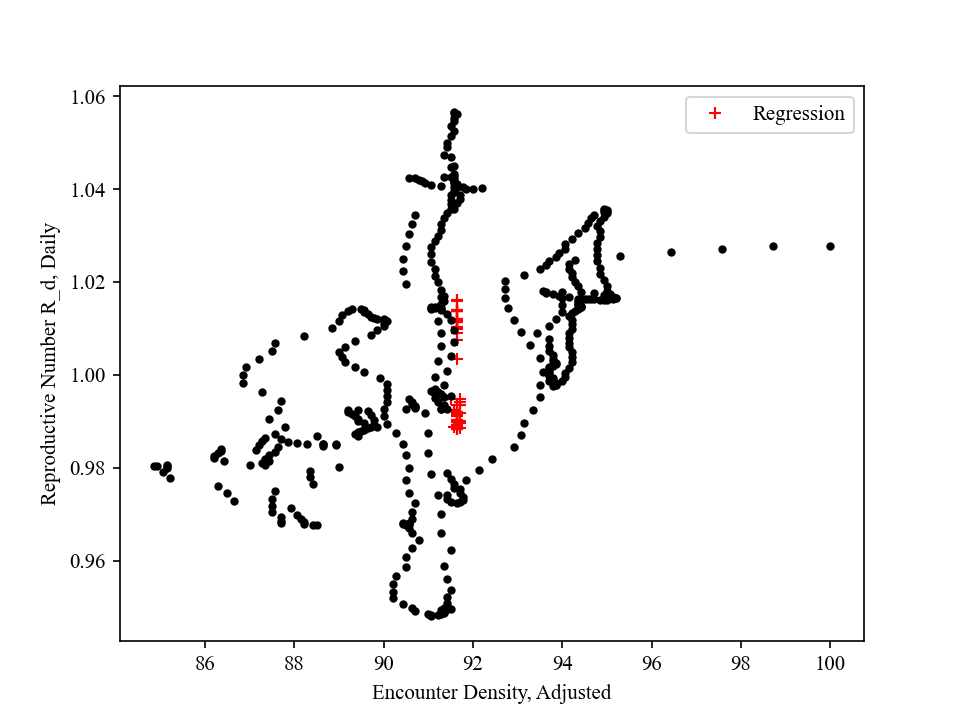 Regression
1.06
1.04
1.02
1.00
0.98
0.96
Reproductive Number R_d, Daily
86 88 90 92 94 96 98 100
Encounter Density, Adjusted